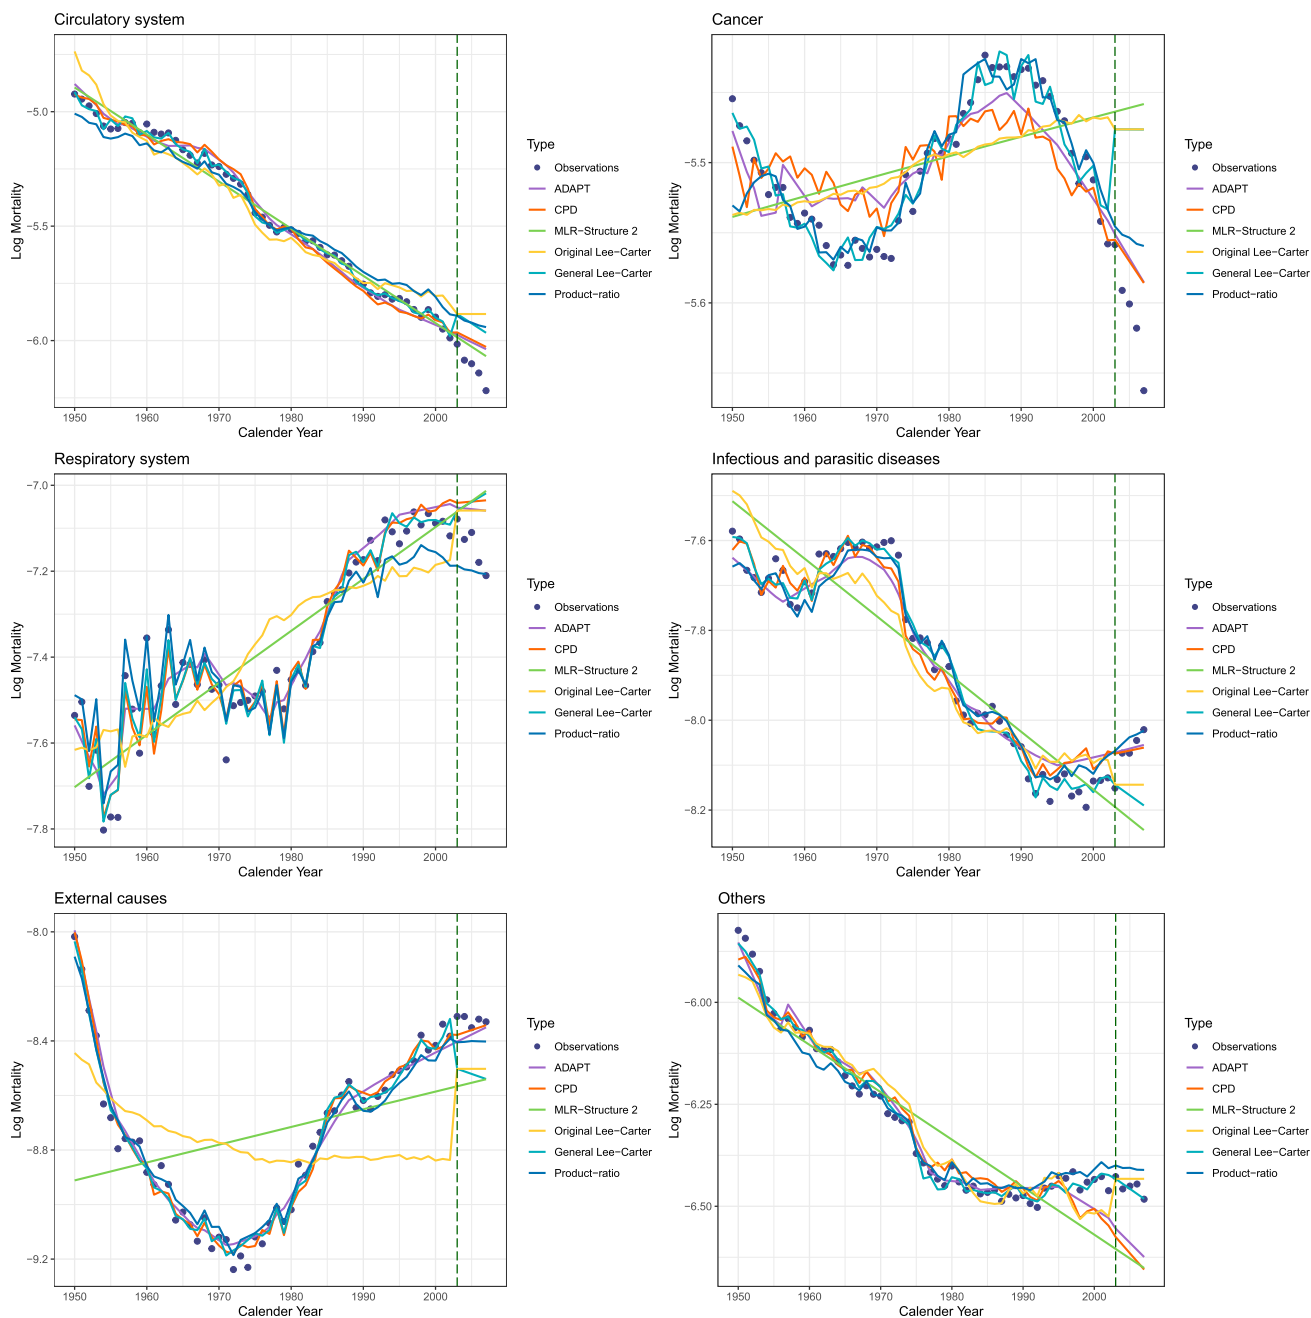 Circulatory system
Log Mortality
−5.0
−5.5
−6.0
1950 1960 1970 1980 1990 2000
Calender Year
Type
Observations
ADAPT
CPD
MLR−Structure 2
Original Lee−Carter
General Lee−Carter
Product−ratio
Cancer
Log Mortality
−5.5
−5.6
1950 1960 1970 1980 1990 2000
Calender Year
Type
Observations
ADAPT
CPD
MLR−Structure 2
Original Lee−Carter
General Lee−Carter
Product−ratio
Respiratory system
Log Mortality
−7.0
−7.2
−7.4
−7.6
−7.8
1950 1960 1970 1980 1990 2000
Calender Year
Type
Observations
ADAPT
CPD
MLR−Structure 2
Original Lee−Carter
General Lee−Carter
Product−ratio
Infectious and parasitic diseases
Log Mortality
−7.6
−7.8
−8.0
−8.2
1950 1960 1970 1980 1990 2000
Calender Year
Type
Observations
ADAPT
CPD
MLR−Structure 2
Original Lee−Carter
General Lee−Carter
Product−ratio
External causes
Log Mortality
−8.0
−8.4
−8.8
−9.2
1950 1960 1970 1980 1990 2000
Calender Year
Type
Observations
ADAPT
CPD
MLR−Structure 2
Original Lee−Carter
General Lee−Carter
Product−ratio
Others
Log Mortality
−6.00
−6.25
−6.50
1950 1960 1970 1980 1990 2000
Calender Year
Type
Observations
ADAPT
CPD
MLR−Structure 2
Original Lee−Carter
General Lee−Carter
Product−ratio